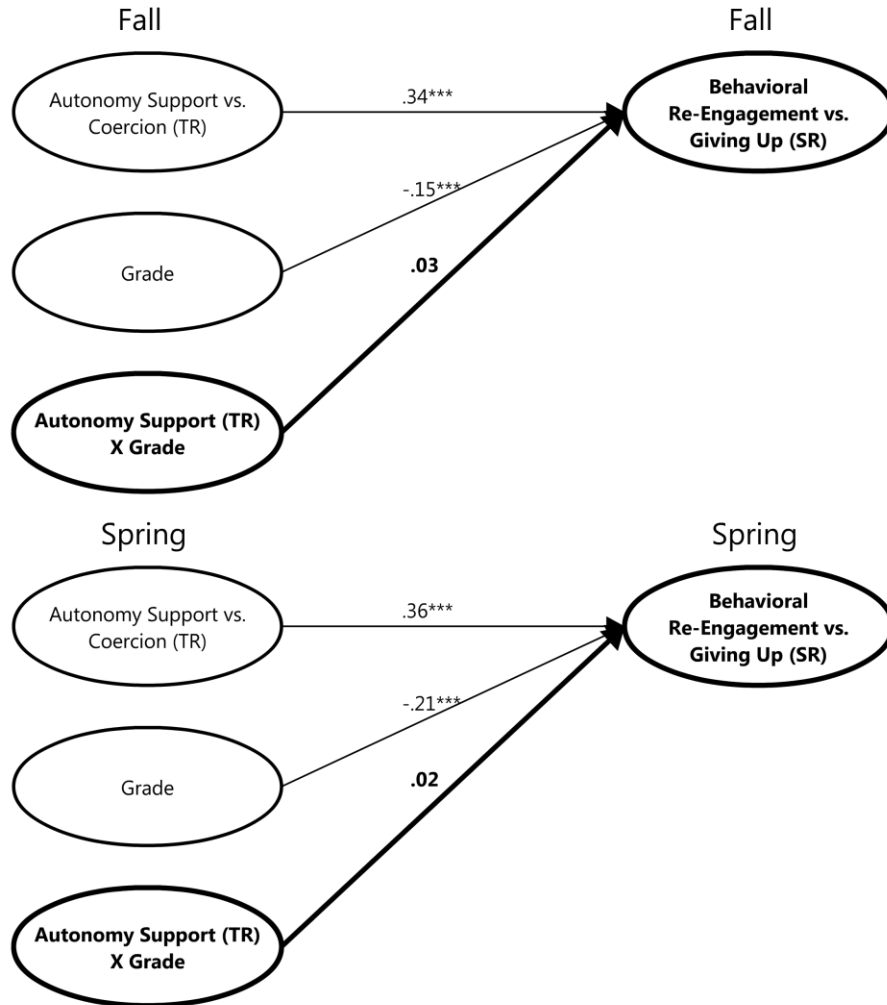 Fall
Fall
Autonomy Support vs.
Coercion (TR)
.34***
Behavioral
Re-Engagement vs.
Giving Up (SR)
-.15***
Grade
.03
Autonomy Support (TR)
X Grade
Spring
Spring
Autonomy Support vs.
Coercion (TR)
.36***
Behavioral
Re-Engagement vs.
Giving Up (SR)
-.21***
Grade
.02
Autonomy Support (TR)
X Grade